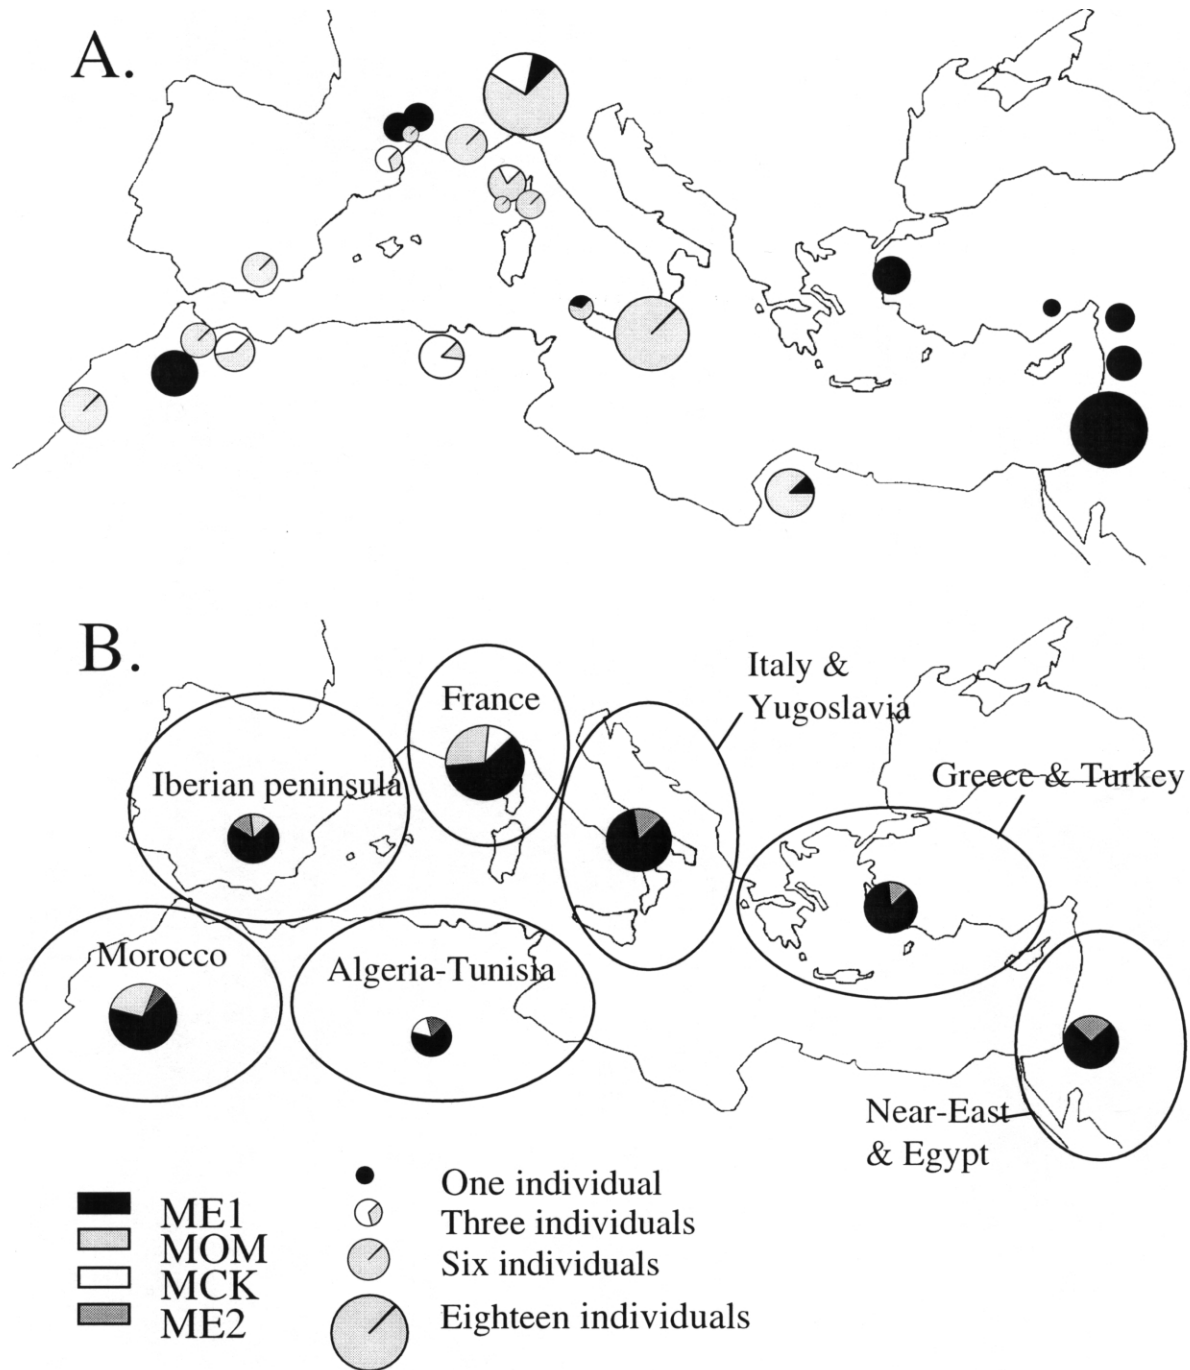 A.
B.
France
Italy &
Yugoslavia
Iberian peninsula
Greece & Turkey
Morocco
Algeria-Tunisia
Near-East
& Egypt
ME1
MOM
MCK
ME2
One individual
Three individuals
Six individuals
Eighteen individuals